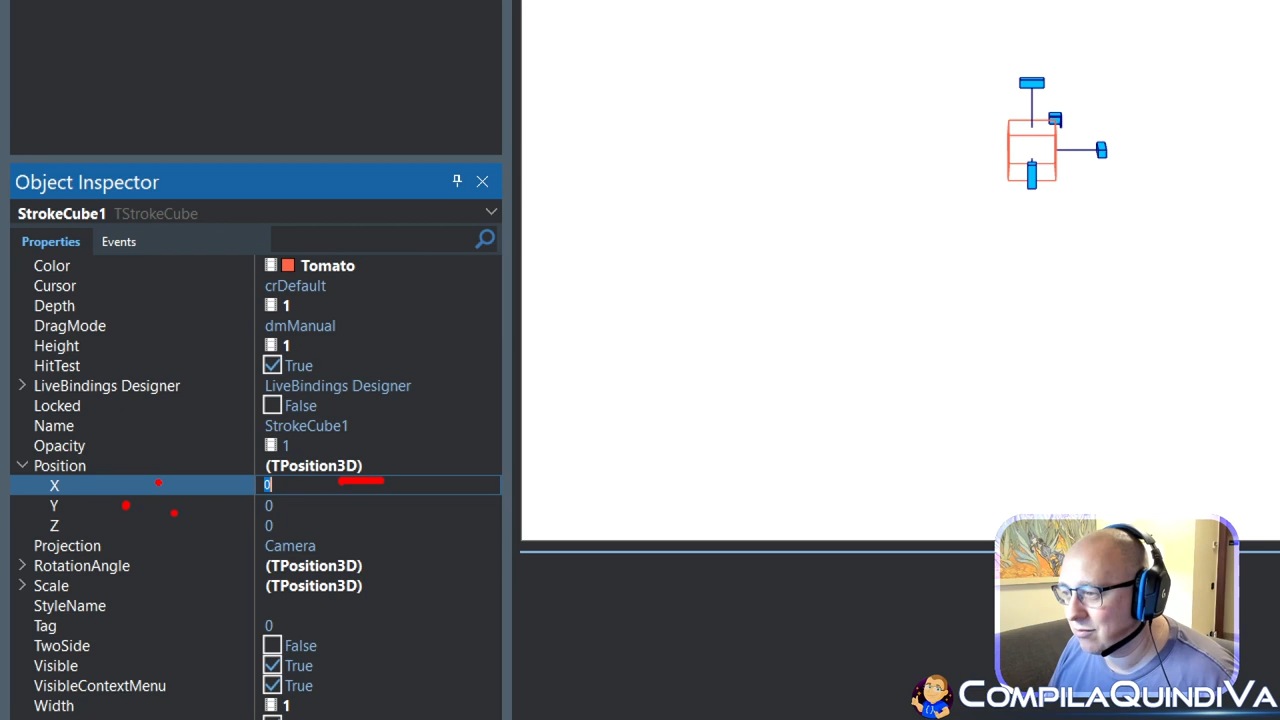 Object Inspector
StrokeCube1 TStrokeCube
Properties Events
Color Tomato
Cursor crDefault
Depth 1
DragMode dmManual
Height 1
HitTest True
LiveBindings Designer LiveBindings Designer
Locked False
Name StrokeCube1
Opacity 1
Position (TPosition3D)
X 0
Y 0
Z 0
Projection Camera
RotationAngle (TPosition3D)
Scale (TPosition3D)
StyleName
Tag 0
TwoSide False
Visible True
VisibleContextMenu True
Width 1
CompilaQuindiVa